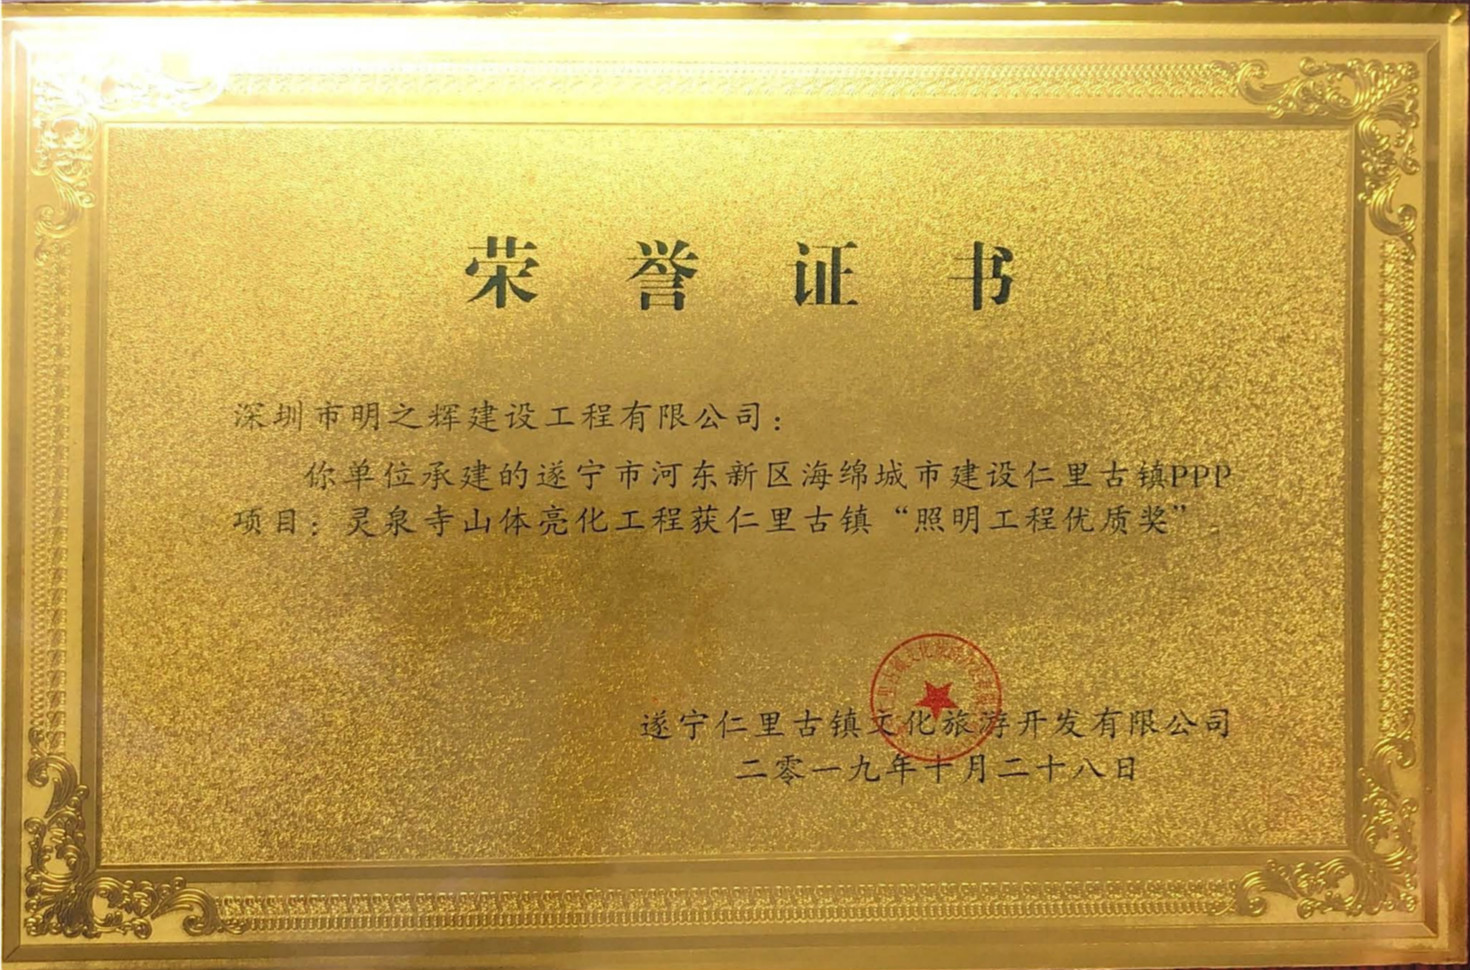 荣誉证书
深圳市明之辉建设工程有限公司:
你单位承建的遂宁市河东新区海绵城市建设仁里古镇PPP
项目:灵泉寺山体亮化工程获仁里古镇“照明工程优质奖”
遂宁仁里古镇文化旅游开发有限公司
二零一九年十月二十八日